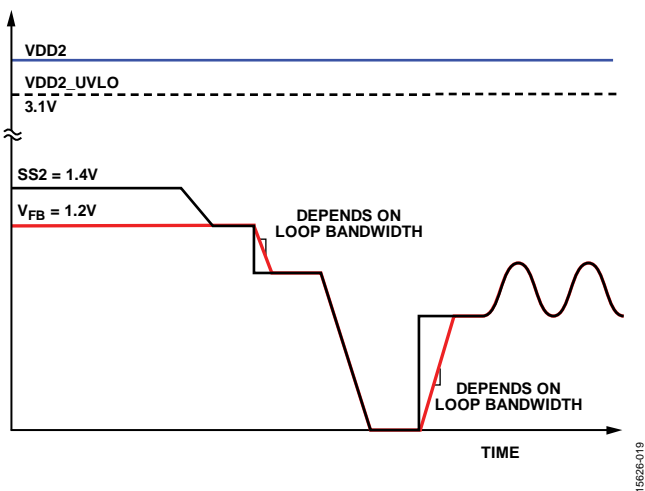 VDD2
VDD2_UVLO
3.1V
SS2 = 1.4V
VFB = 1.2V
DEPENDS ON
LOOP BANDWIDTH
DEPENDS ON
LOOP BANDWIDTH
TIME
15626-019